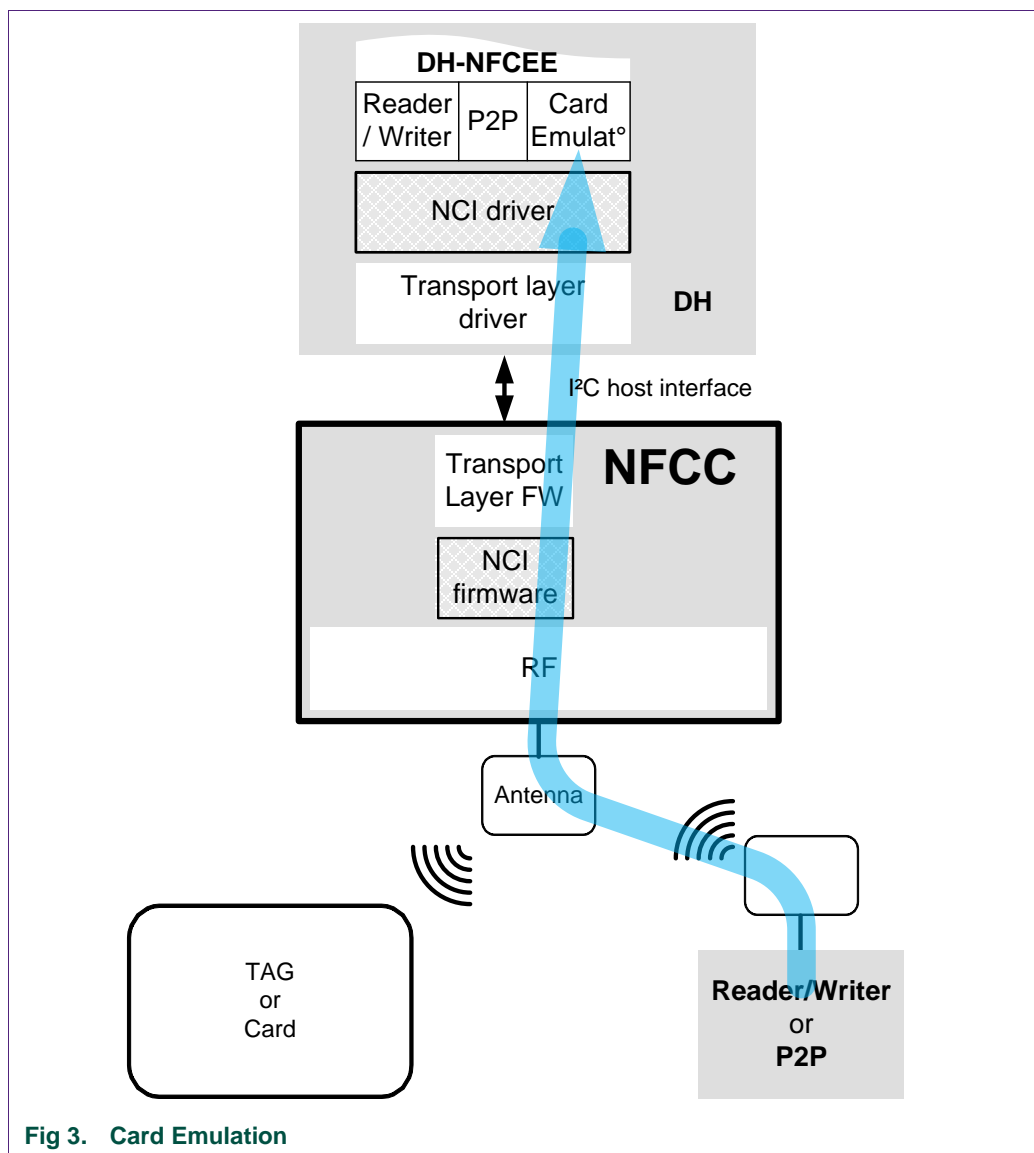 DH-NFCEE
Reader
/ Writer
P2P
Card
Emulat°
NCI driver
Transport layer
driver
DH
I²C host interface
Transport
Layer FW
NFCC
NCI
firmware
RF
Antenna
TAG
or
Card
Reader/Writer
or
P2P
Fig 3. Card Emulation